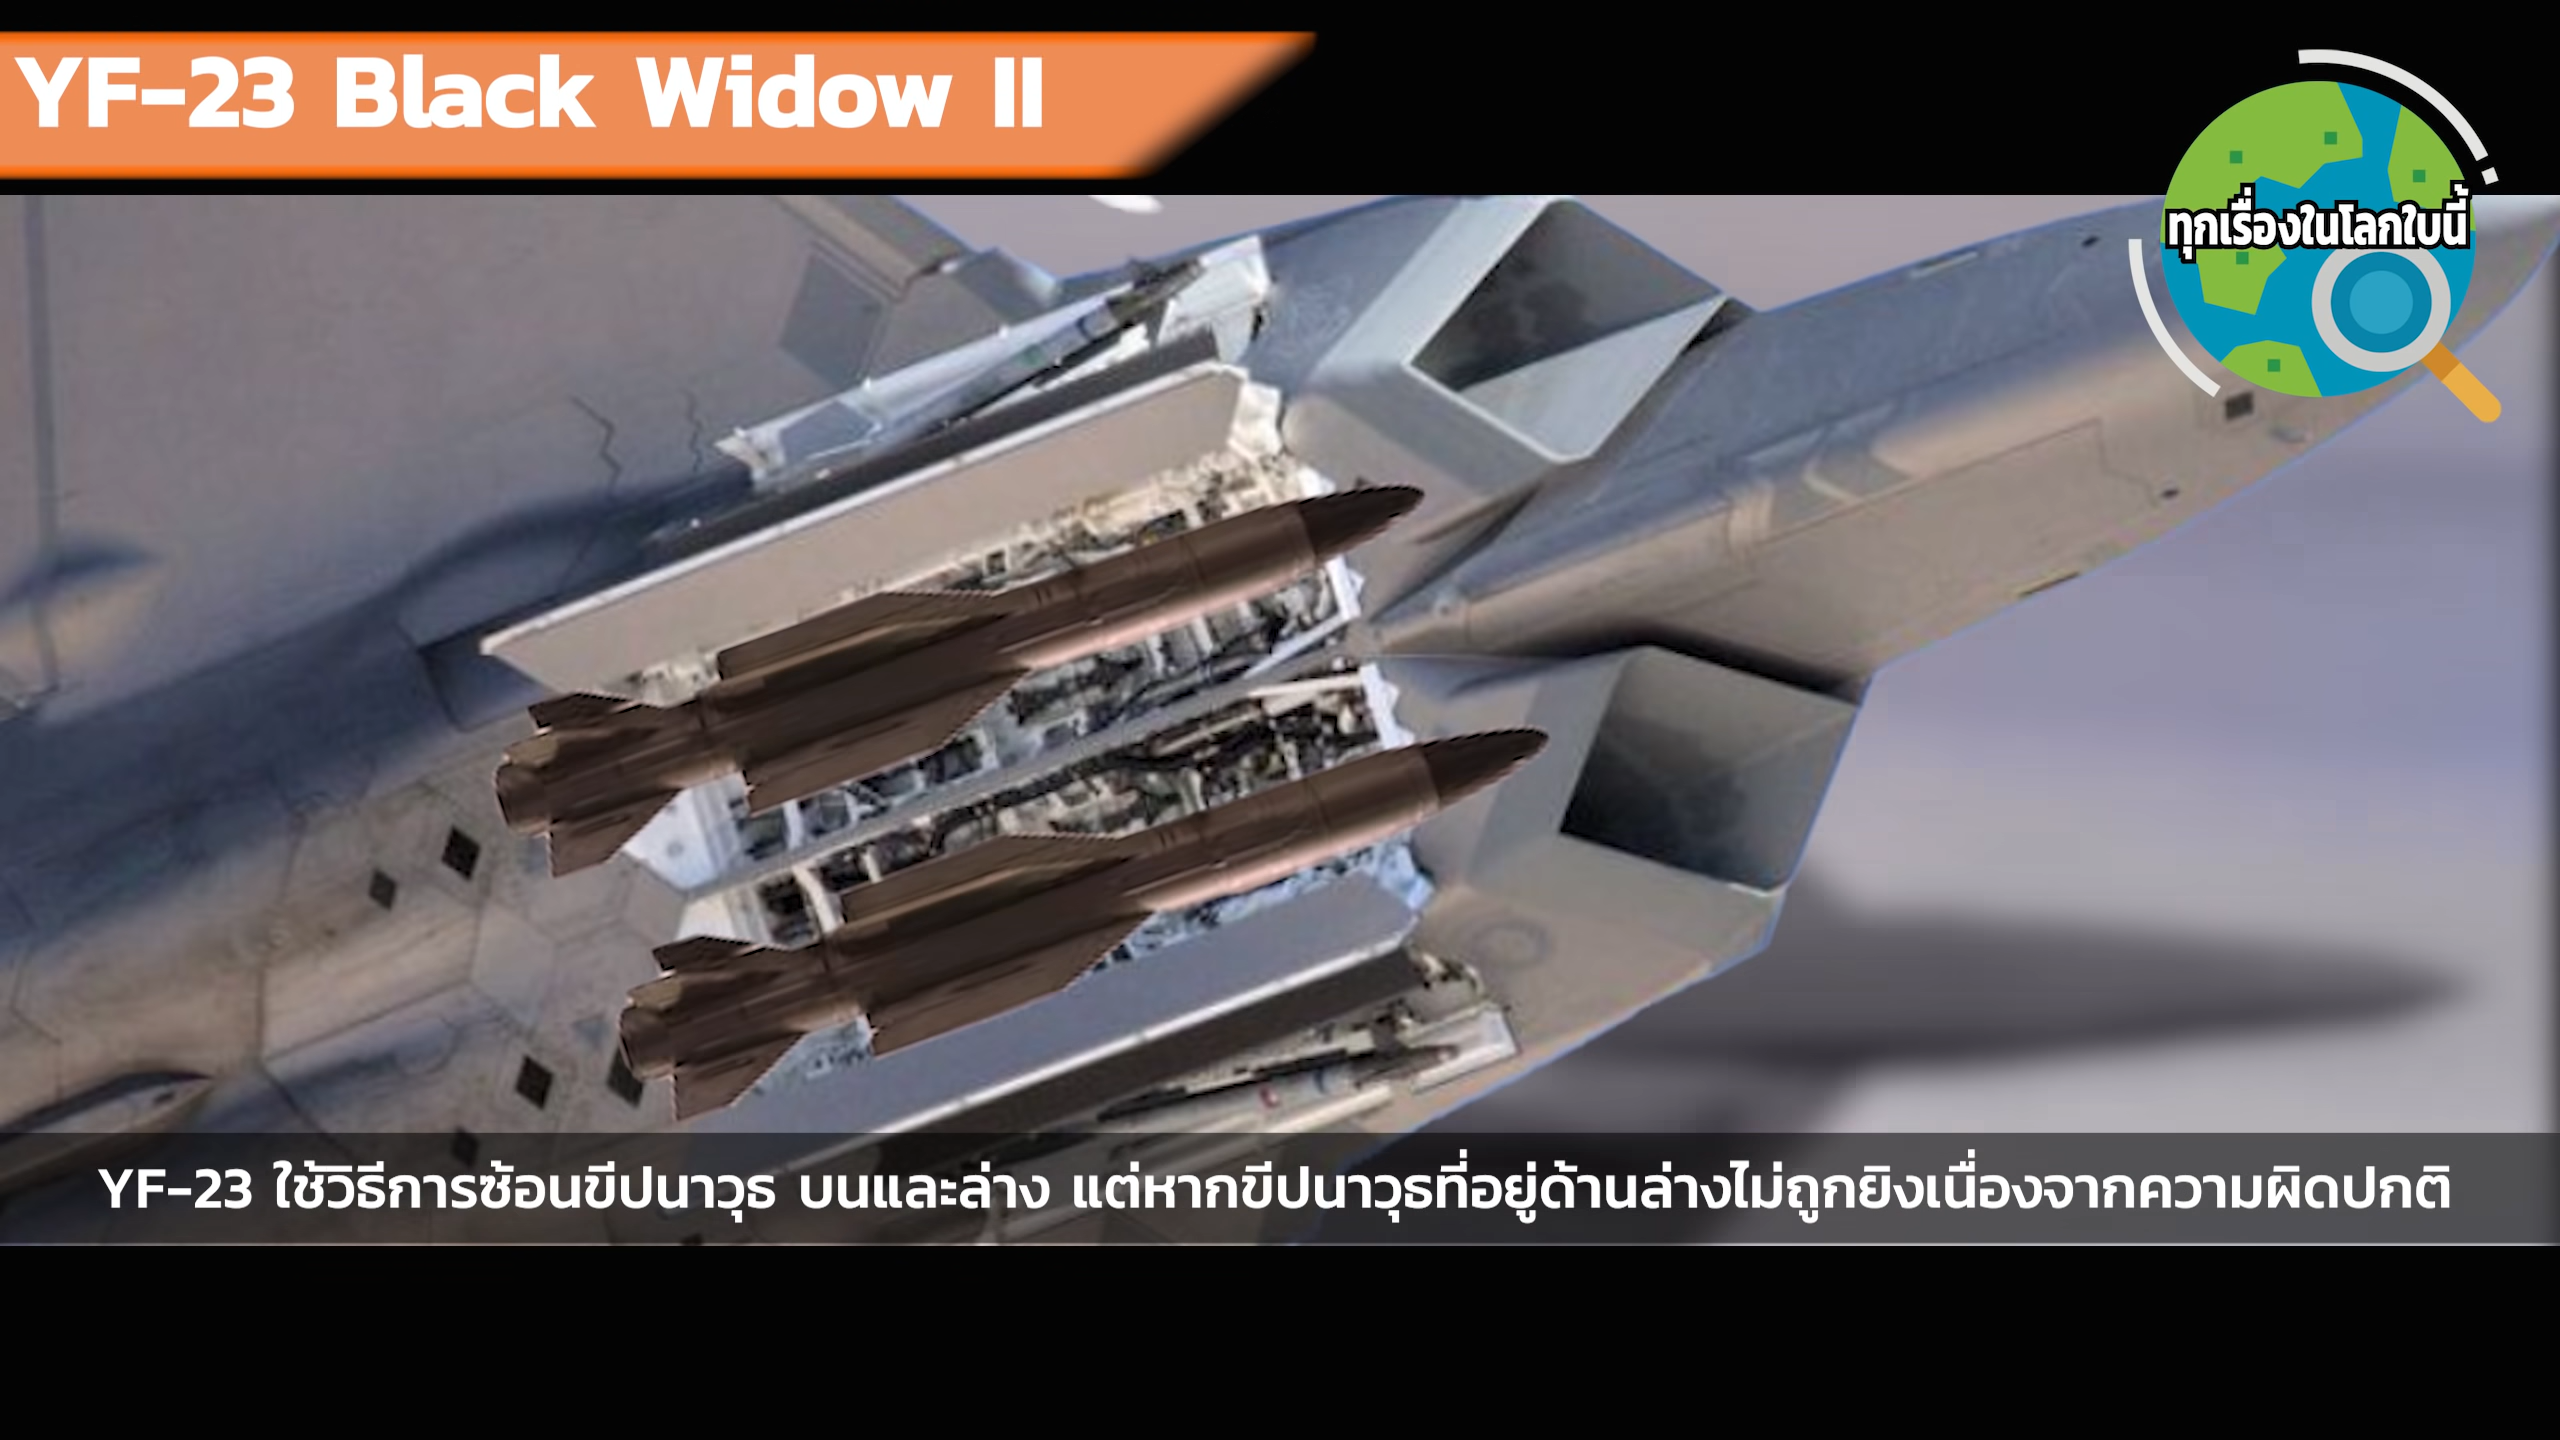 YF-23 Black Widow II
ทุกเรื่องในโลกใบนี้
YF-23 ใช้วิธีการซ้อนขีปนาวุธ บนและล่าง แต่หากขีปนาวุธที่อยู่ด้านล่างไม่ถูกยิงเนื่องจากความผิดปกติ